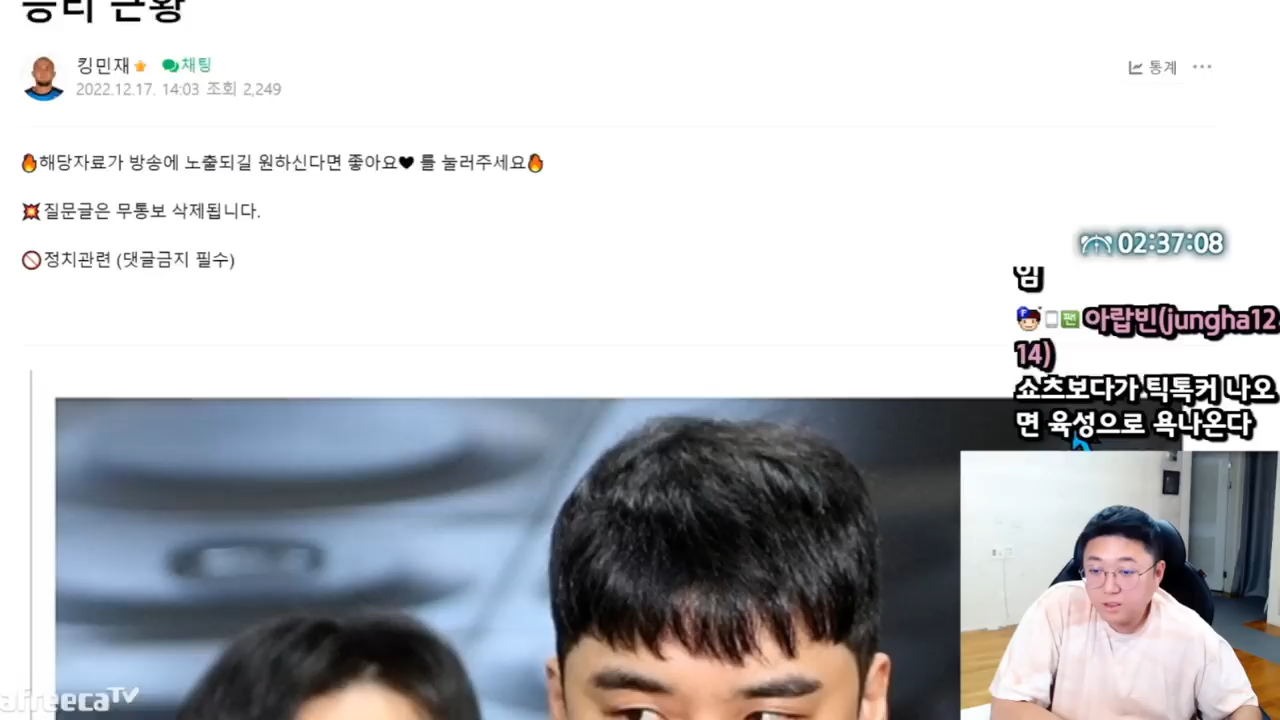 승리 근황
킹민재 채팅
2022.12.17. 14:03 조회 2,249
통계
🔥해당자료가 방송에 노출되길 원하신다면 좋아요♥ 를 눌러주세요🔥
💥질문글은 무통보 삭제됩니다.
🚫정치관련 (댓글금지 필수)
02:37:08
임
팬 아랍빈(jungha12
14)
쇼츠보다가 틱톡커 나오
면 육성으로 욕나온다
afreecaTV